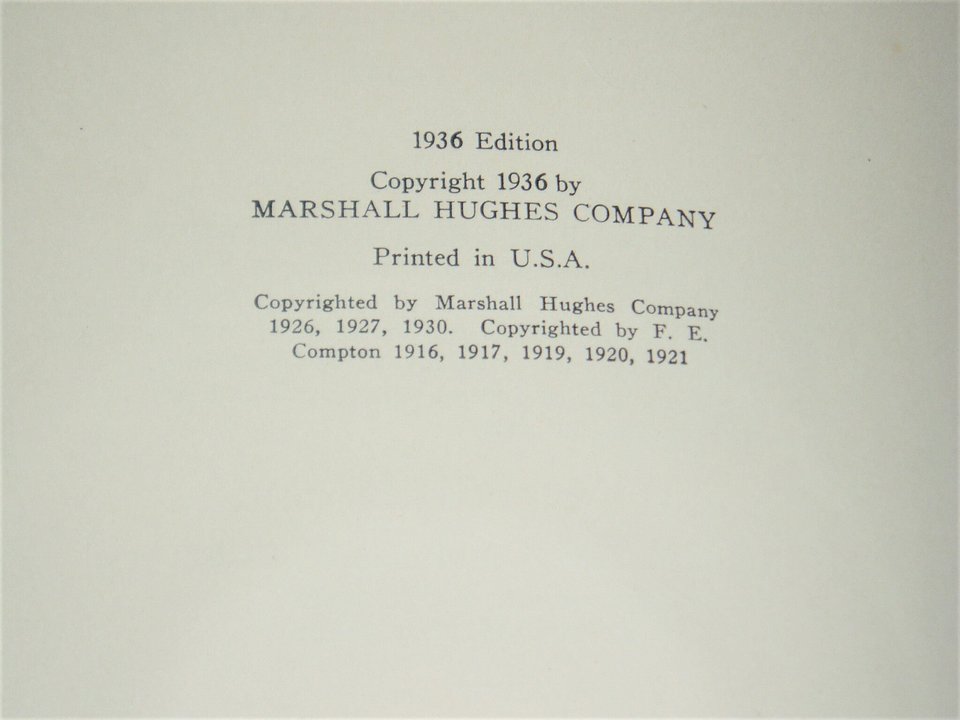 1936 Edition
Copyright 1936 by
MARSHALL HUGHES COMPANY
Printed in U.S.A.
Copyrighted by Marshall Hughes Company
1926, 1927, 1930. Copyrighted by F. E.
Compton 1916, 1917, 1919, 1920, 1921